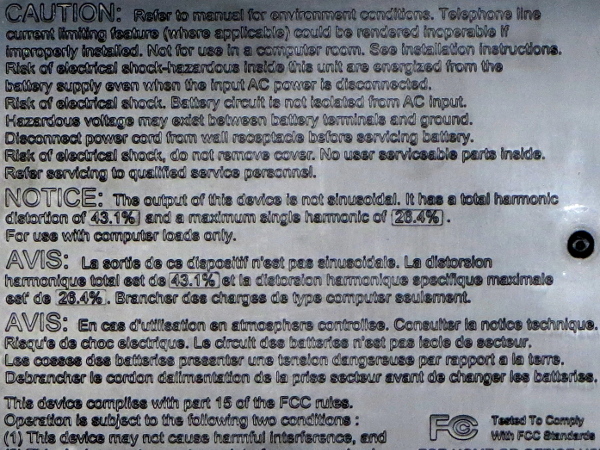 CAUTION: Refer to manual for environment conditions. Telephone line
current limiting feature (where applicable) could be rendered inoperable if
improperly installed. Not for use in a computer room. See installation instructions.
Risk of electrical shock-hazardous inside this unit are energized from the
battery supply even when the input AC power is disconnected.
Risk of electrical shock. Battery circuit is not isolated from AC input.
Hazardous voltage may exist between battery terminals and ground.
Disconnect power cord from wall receptacle before servicing battery.
Risk of electrical shock, do not remove cover. No user serviceable parts inside.
Refer servicing to qualified service personnel.
NOTICE: The output of this device is not sinusoidal. It has a total harmonic
distortion of 43.1% and a maximum single harmonic of 26.4%.
For use with computer loads only.
AVIS: La sortie de ce dispositif n'est pas sinusoidale. La distorsion
harmonique total est de 43.1% et la distorsion harmonique specifique maximale
est' de 26.4%. Brancher des charges de type computer seulement.
AVIS: En cas d'utilisation en atmosphere controllee. Consulter la notice technique.
Risqu'e de choc electrique. Le circuit des batteries n'est pas isole de secteur.
Les cosses des batteries presenter une tension dangereuse par rapport a la terre.
Debrancher le cordon dalimentation de la priss secteur avant de changer les batteries.
This device complies with part 15 of the FCC rules.
Operation is subject to the following two conditions :
(1) This device may not cause harmful interference, and
FC Tested To Comply
With FCC Standards